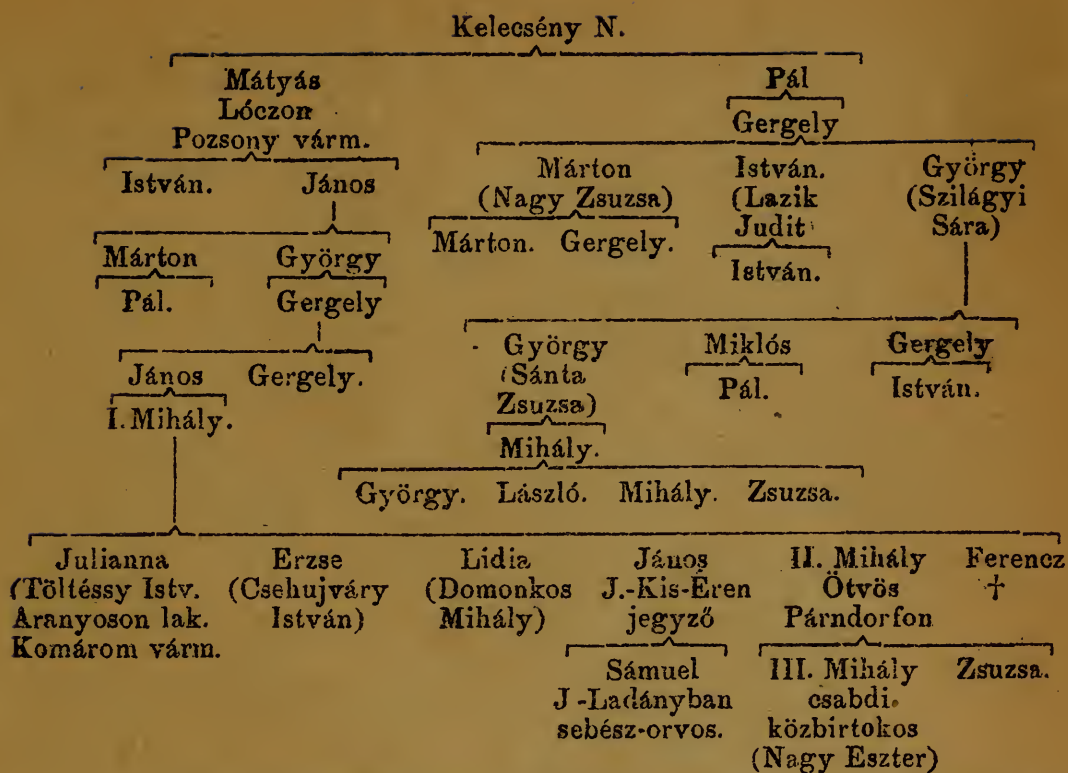 Kelecsény N.
Mátyás Pál
Lóczon Gergely
Pozsony várm. Márton István. György
István. János (Nagy Zsuzsa) (Lazik (Szilágyi
Márton. Gergely. Judit Sára)
Márton György István.
Pál. Gergely
György Miklós Gergely
János Gergely. (Sánta Pál. István.
I. Mihály. Zsuzsa)
Mihály.
György. László. Mihály. Zsuzsa.
Julianna Erzse Lidia János II. Mihály Ferencz
(Töltéssy Istv. (Csehujváry (Domonkos J.-Kis-Éren Ötvös †
Aranyoson lak. István) Mihály) jegyző Párndorfon
Komárom várm.
Sámuel III. Mihály Zsuzsa.
J-Ladányban csabdi.
sebész-orvos. közbirtokos
(Nagy Eszter)